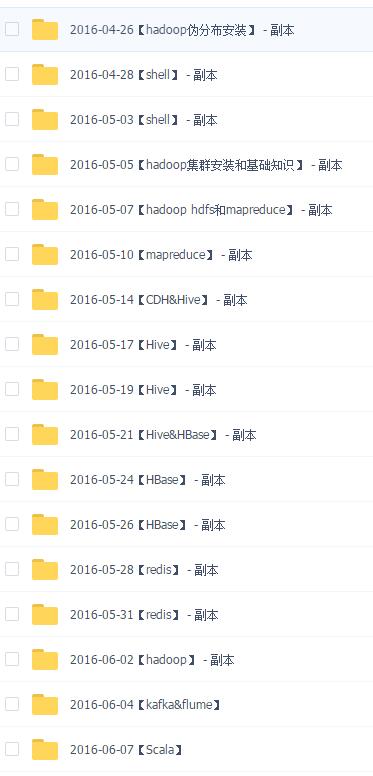 2016-04-26【hadoop伪分布安装】 - 副本
2016-04-28【shell】 - 副本
2016-05-03【shell】 - 副本
2016-05-05【hadoop集群安装和基础知识】 - 副本
2016-05-07【hadoop hdfs和mapreduce】 - 副本
2016-05-10【mapreduce】 - 副本
2016-05-14【CDH&Hive】 - 副本
2016-05-17【Hive】 - 副本
2016-05-19【Hive】 - 副本
2016-05-21【Hive&HBase】 - 副本
2016-05-24【HBase】 - 副本
2016-05-26【HBase】 - 副本
2016-05-28【redis】 - 副本
2016-05-31【redis】 - 副本
2016-06-02【hadoop】 - 副本
2016-06-04【kafka&flume】
2016-06-07【Scala】